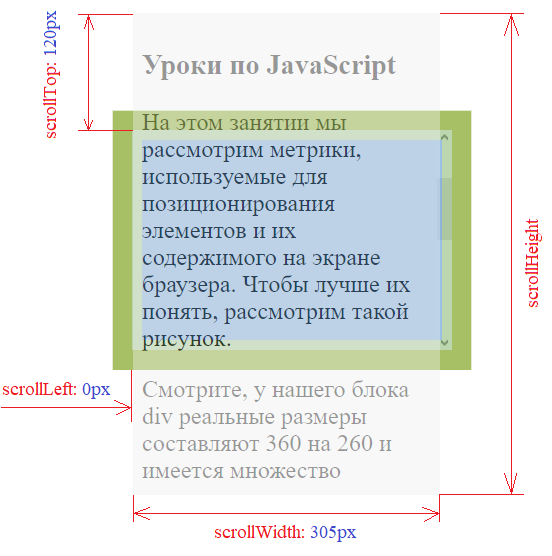 scrollTop: 120px
Уроки по JavaScript
На этом занятии мы
рассмотрим метрики,
используемые для
позиционирования
элементов и их
содержимого на экране
браузера. Чтобы лучше их
понять, рассмотрим такой
рисунок.
scrollHeight
scrollLeft: 0px
Смотрите, у нашего блока
div реальные размеры
составляют 360 на 260 и
имеется множество
scrollWidth: 305px